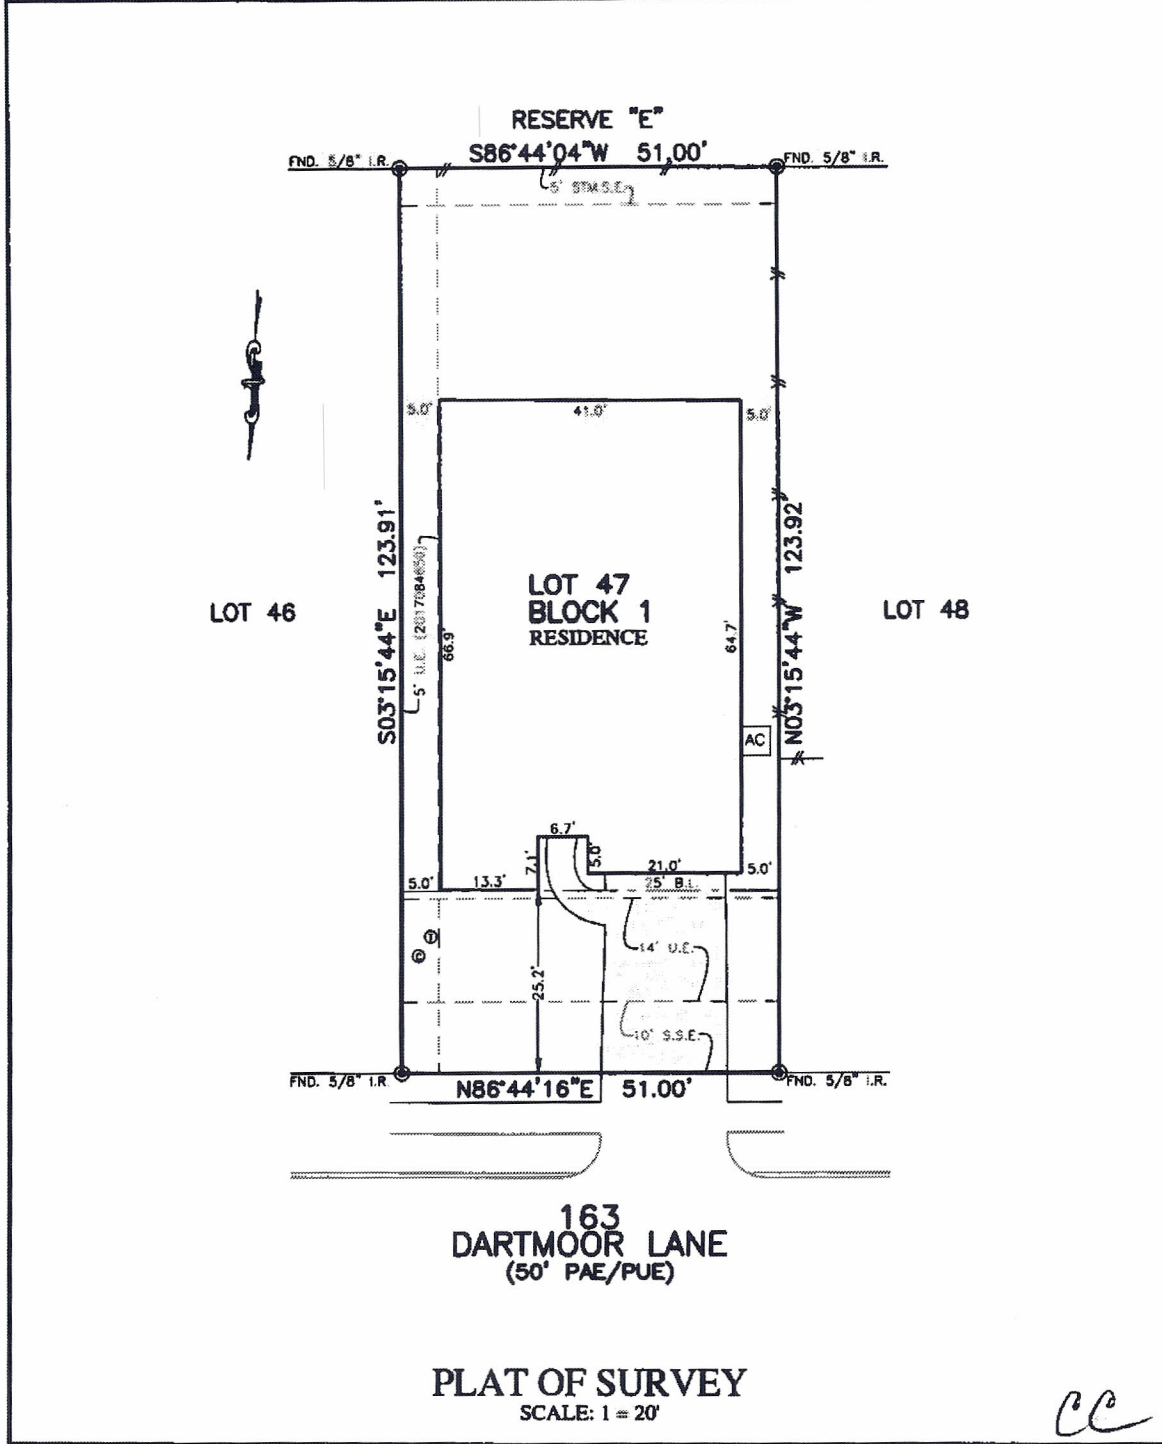 RESERVE "E"
S86°44'04"W 51.00'
FND. 5/8" I.R.
FND. 5/8" I.R.
5' STM.S.E.
5.0'
41.0'
5.0'
S03°15'44"E 123.91'
5' U.E. (2017084650)
66.9'
LOT 46
LOT 47
BLOCK 1
RESIDENCE
64.7'
N03°15'44"W 123.92'
LOT 48
AC
6.7'
7.1'
5.0'
21.0'
5.0'
13.3'
25' B.L.
5.0'
14' U.E.
25.2'
10' S.S.E.
FND. 5/8" I.R.
N86°44'16"E 51.00'
FND. 5/8" I.R.
163
DARTMOOR LANE
(50' PAE/PUE)
PLAT OF SURVEY
SCALE: 1 = 20'
CC